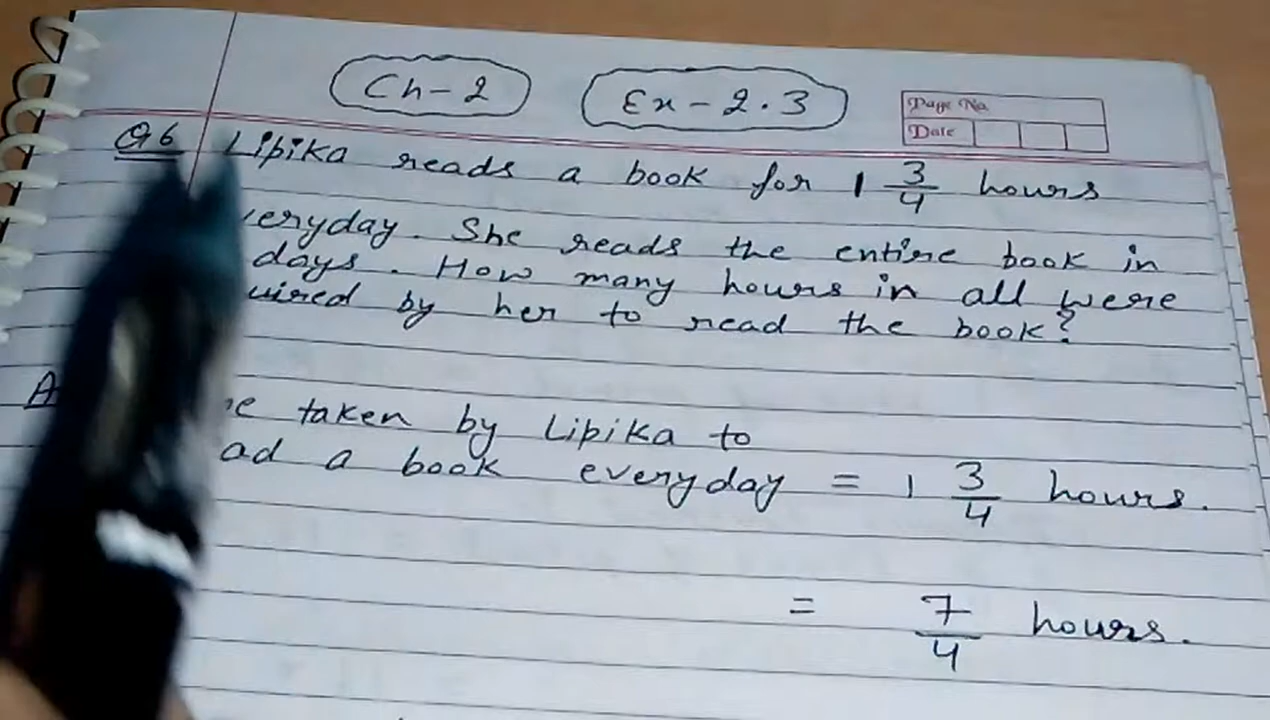 Ch-2 Ex-2.3
Page No.
Date
Q6 Lipika reads a book for 1 3/4 hours
eryday. She reads the entire book in
days. How many hours in all were
uired by her to read the book?
taken by Lipika to
ad a book everyday = 1 3/4 hours.
= 7/4 hours.